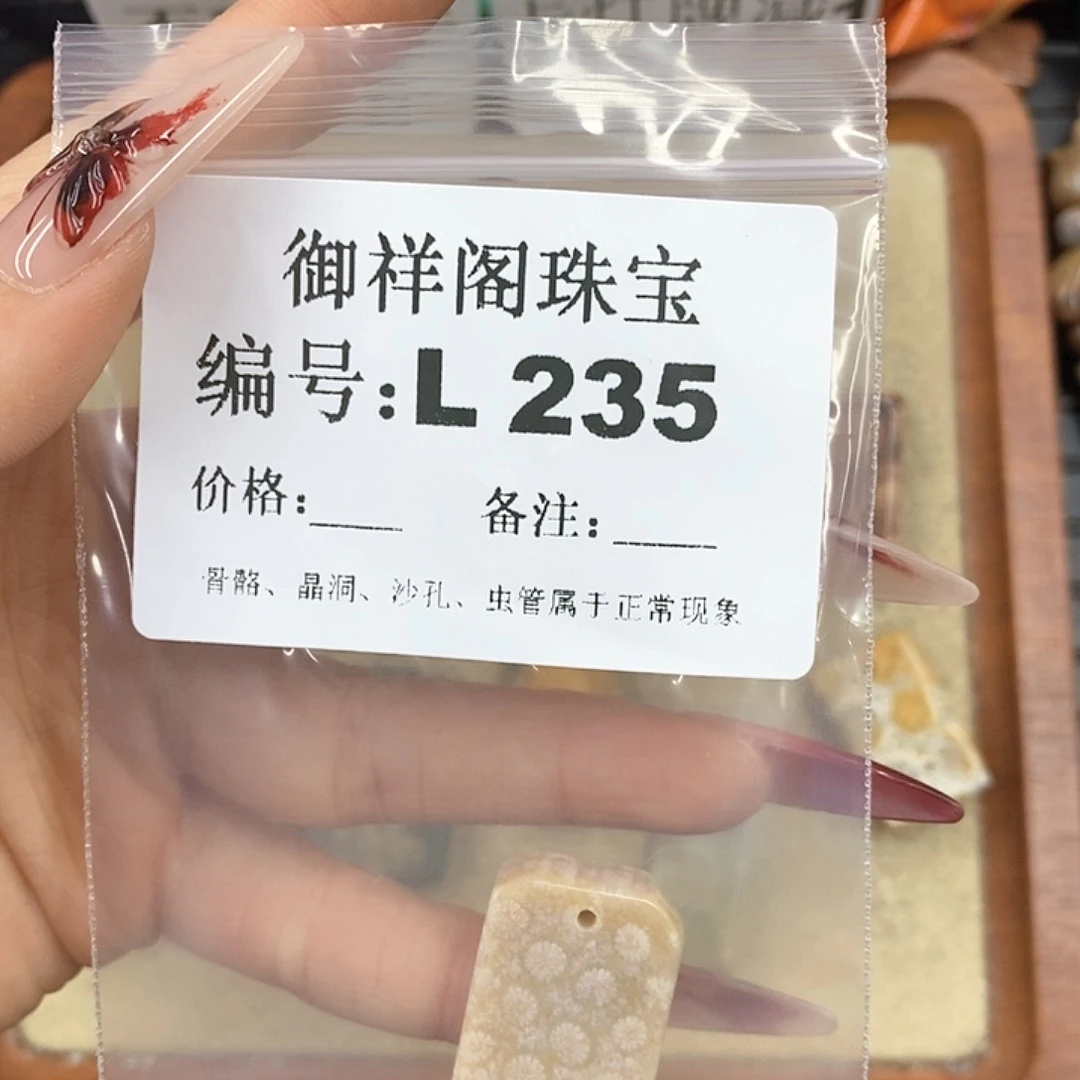 御祥阁珠宝
编号:L 235
价格:____ 备注:____
骨骼、晶洞、沙孔、虫管属于正常现象